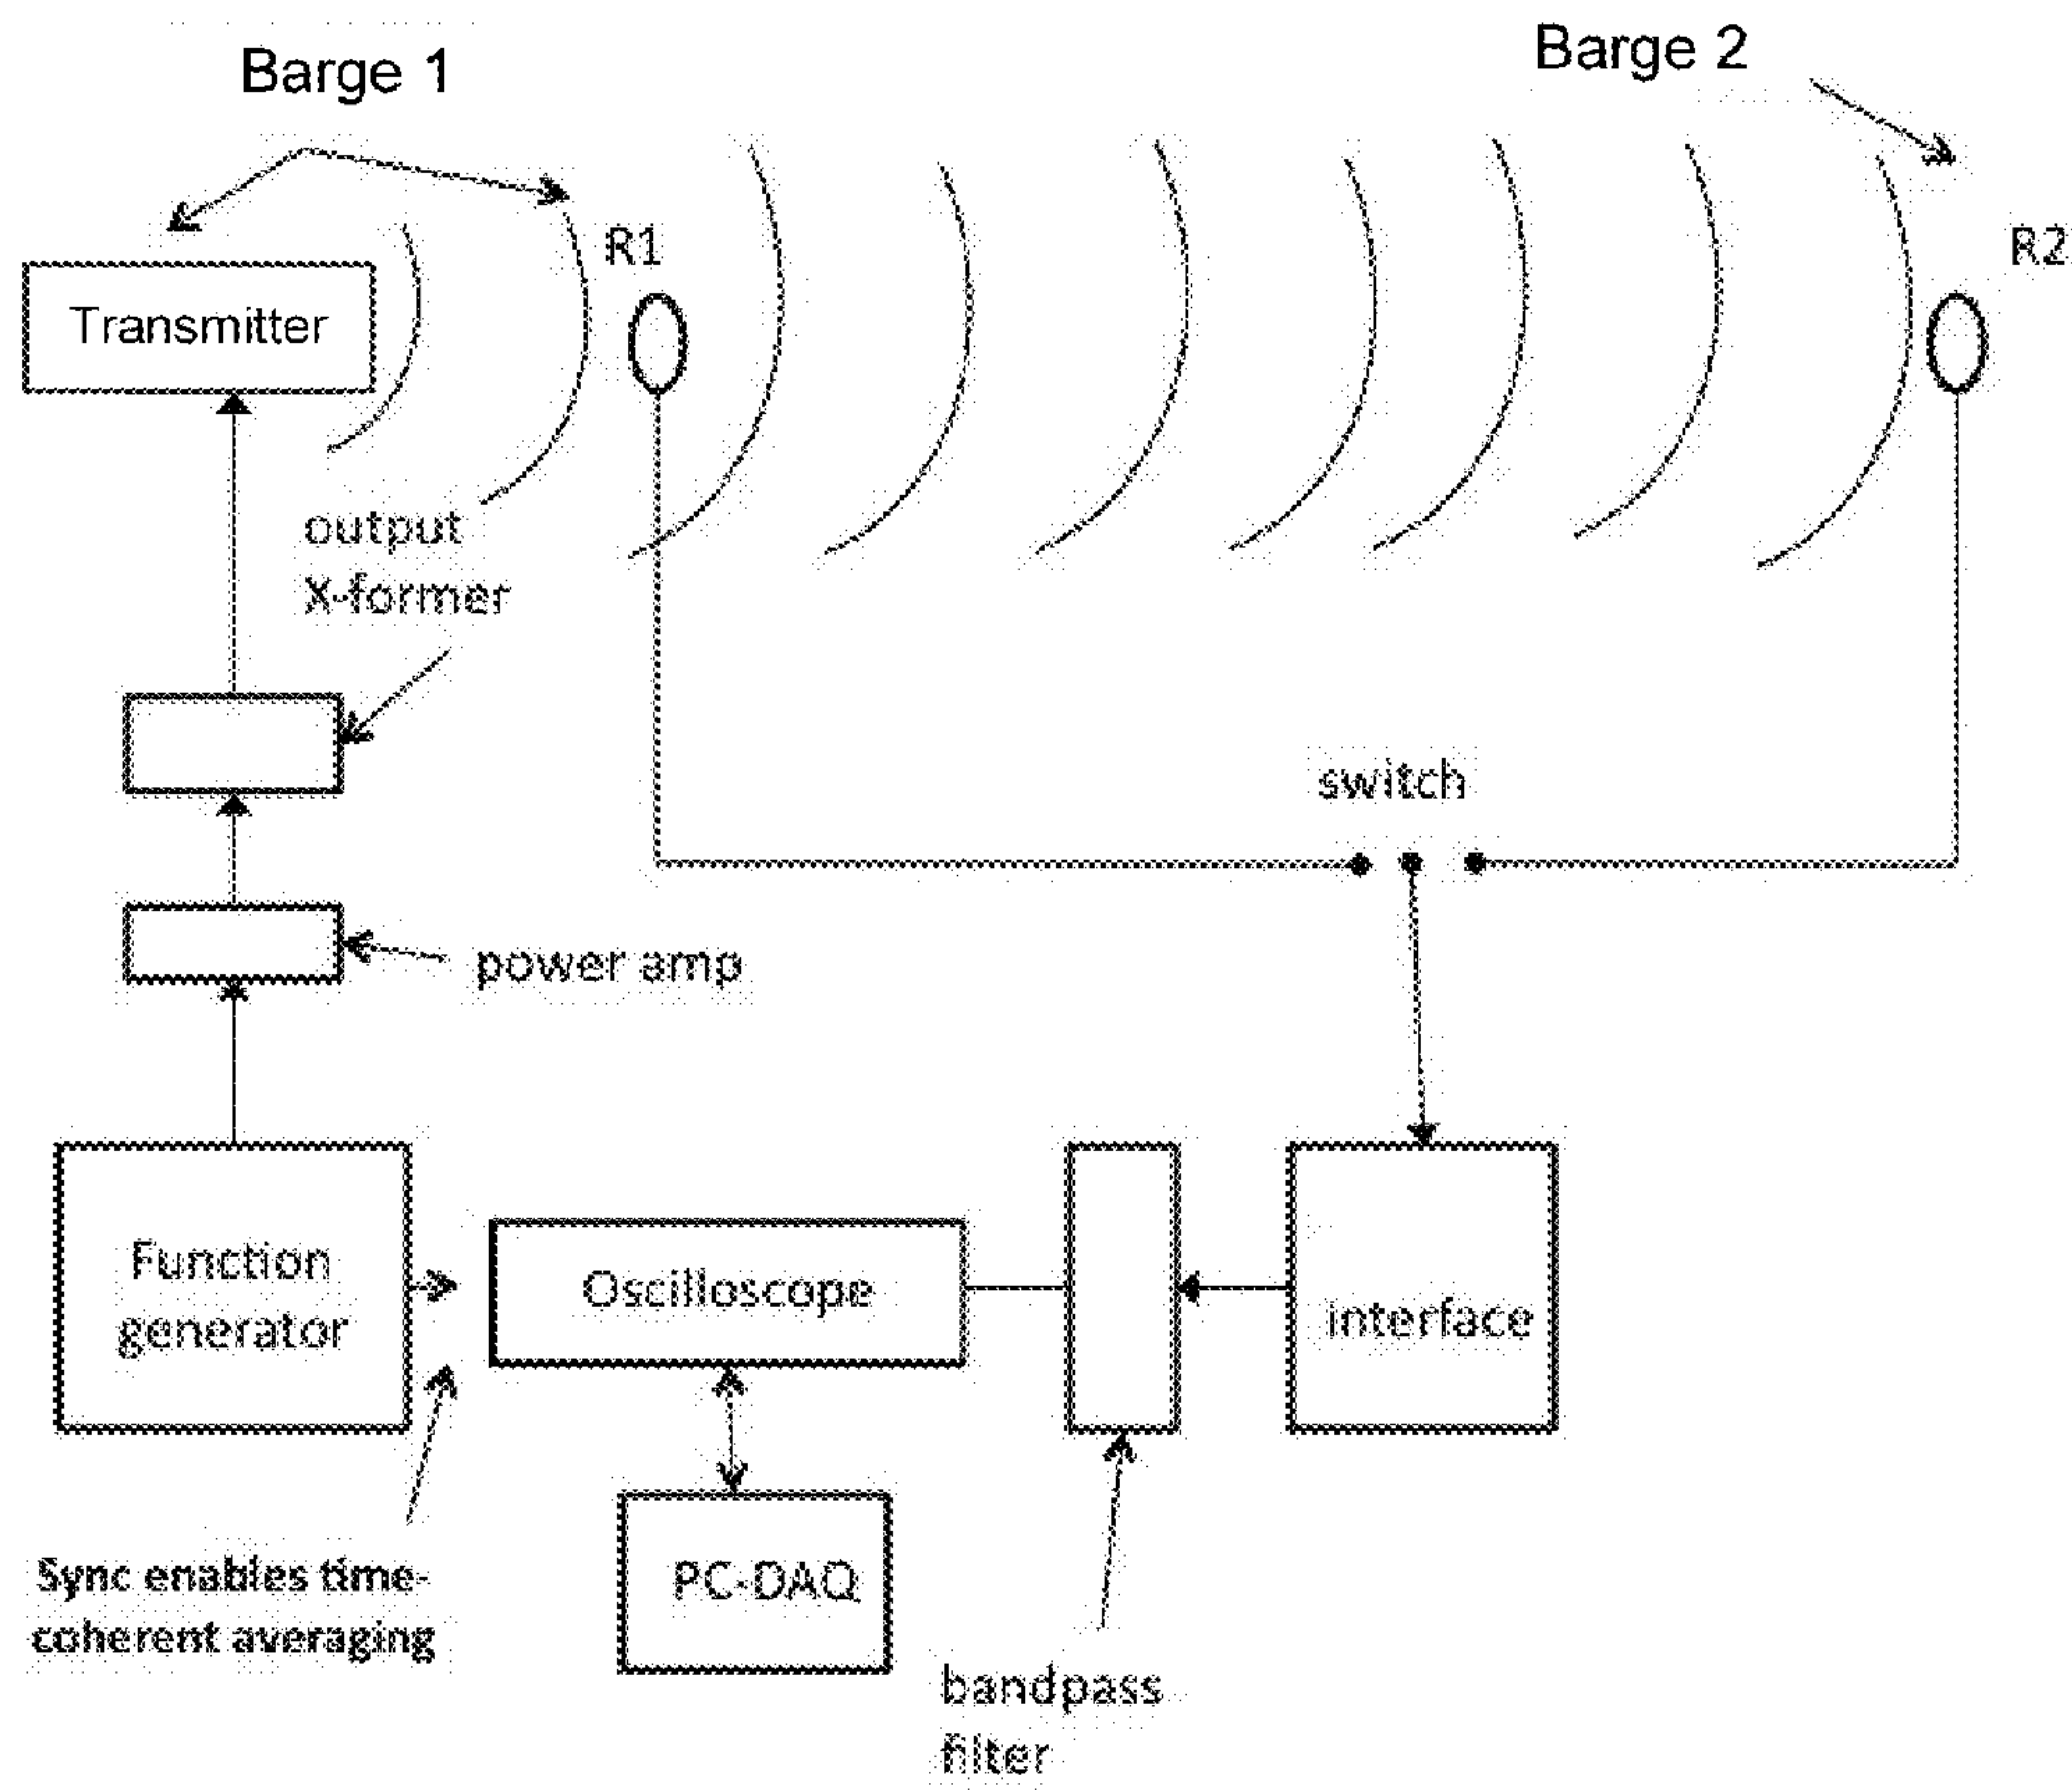 Barge 1
Barge 2
R1
R2
Transmitter
output
X-former
switch
power amp
Function
generator
Oscilloscope
interface
PC-DAQ
Sync enables time-
coherent averaging
bandpass
filter